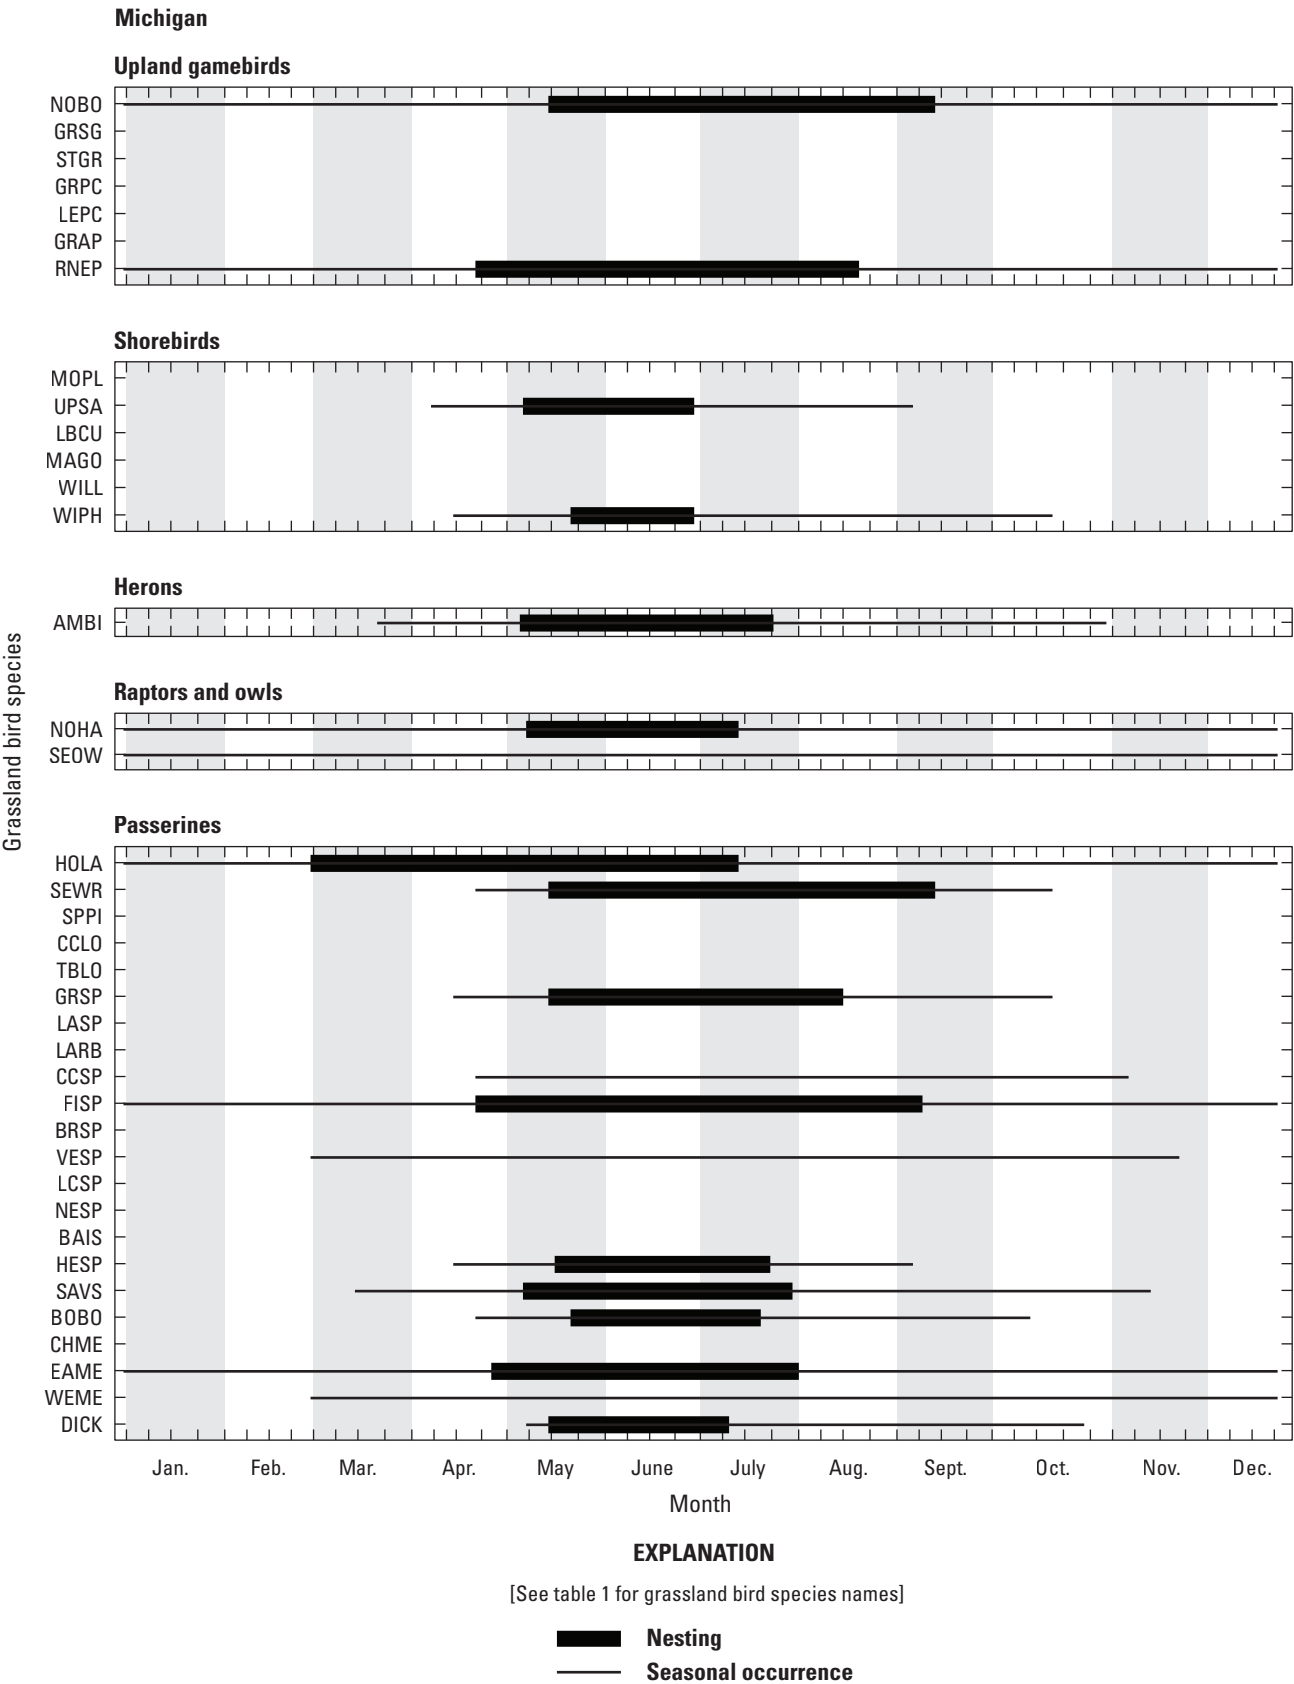 Michigan
Upland gamebirds
NOBO
GRSG
STGR
GRPC
LEPC
GRAP
RNEP
Shorebirds
MOPL
UPSA
LBCU
MAGO
WILL
WIPH
Herons
AMBI
Raptors and owls
NOHA
SEOW
Passerines
HOLA
SEWR
SPPI
CCLO
TBLO
GRSP
LASP
LARB
CCSP
FISP
BRSP
VESP
LCSP
NESP
BAIS
HESP
SAVS
BOBO
CHME
EAME
WEME
DICK
Grassland bird species
Jan. Feb. Mar. Apr. May June July Aug. Sept. Oct. Nov. Dec.
Month
EXPLANATION
[See table 1 for grassland bird species names]
Nesting
Seasonal occurrence